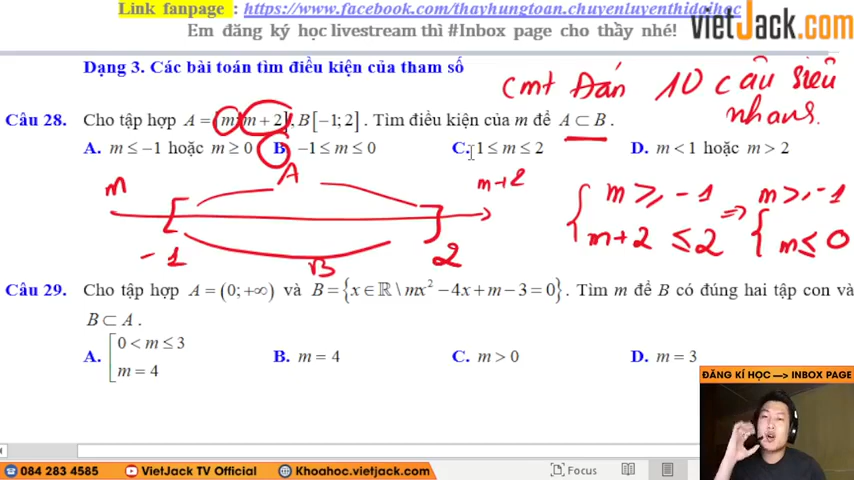 Link fanpage : https://www.facebook.com/thayhungtoan.chuyenluyenthidaihoc
Em đăng ký học livestream thì #Inbox page cho thầy nhé!
vietJack.com
Dạng 3. Các bài toán tìm điều kiện của tham số
cmt Đán 10 câu siêu
nhans.
Câu 28. Cho tập hợp A = [m; m + 2], B[−1; 2]. Tìm điều kiện của m để A ⊂ B.
A. m ≤ −1 hoặc m ≥ 0 B. −1 ≤ m ≤ 0 C. 1 ≤ m ≤ 2 D. m < 1 hoặc m > 2
A
m m+2
-1 B 2
{ m ≥ -1 => { m ≥ -1
m+2 ≤ 2 m ≤ 0
Câu 29. Cho tập hợp A = (0; +∞) và B = {x ∈ ℝ \ mx² − 4x + m − 3 = 0}. Tìm m để B có đúng hai tập con và
B ⊂ A.
A. [ 0 < m ≤ 3
m = 4
B. m = 4 C. m > 0 D. m = 3
ĐĂNG KÍ HỌC ---> INBOX PAGE
084 283 4585 VietJack TV Official Khoahoc.vietjack.com Focus